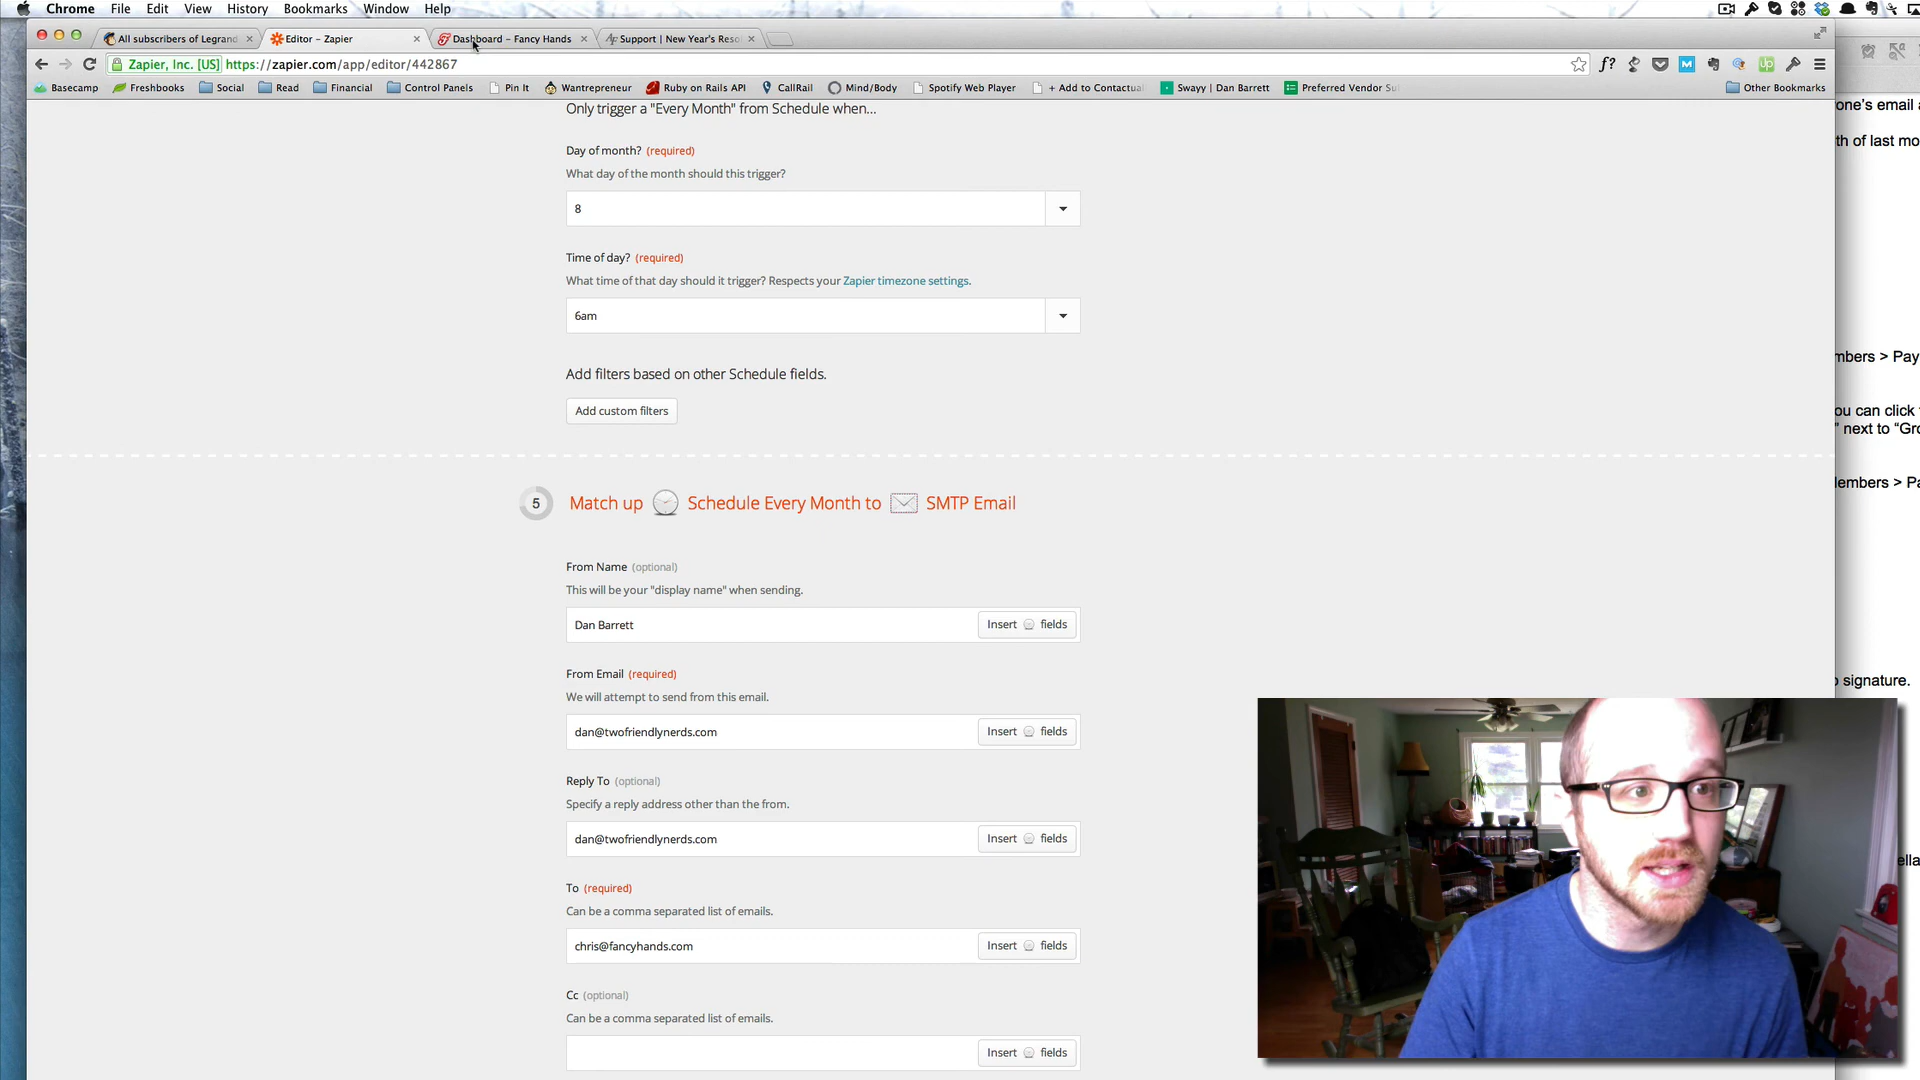 Chrome File Edit View History Bookmarks Window Help
All subscribers of Legrand
Editor – Zapier
Dashboard – Fancy Hands
Support | New Year's Reso
Zapier, Inc. [US] https://zapier.com/app/editor/442867
Basecamp Freshbooks Social Read Financial Control Panels Pin It Wantrepreneur Ruby on Rails API CallRail Mind/Body Spotify Web Player + Add to Contactua Swayy | Dan Barrett Preferred Vendor Su Other Bookmarks
Only trigger a "Every Month" from Schedule when...
Day of month? (required)
What day of the month should this trigger?
8
Time of day? (required)
What time of that day should it trigger? Respects your Zapier timezone settings.
6am
Add filters based on other Schedule fields.
Add custom filters
5 Match up Schedule Every Month to SMTP Email
From Name (optional)
This will be your "display name" when sending.
Dan Barrett Insert fields
From Email (required)
We will attempt to send from this email.
dan@twofriendlynerds.com Insert fields
Reply To (optional)
Specify a reply address other than the from.
dan@twofriendlynerds.com Insert fields
To (required)
Can be a comma separated list of emails.
chris@fancyhands.com Insert fields
Cc (optional)
Can be a comma separated list of emails.
Insert fields
one's email a
th of last mo
mbers > Pay
ou can click
" next to "Gro
embers > Pa
signature.
ella